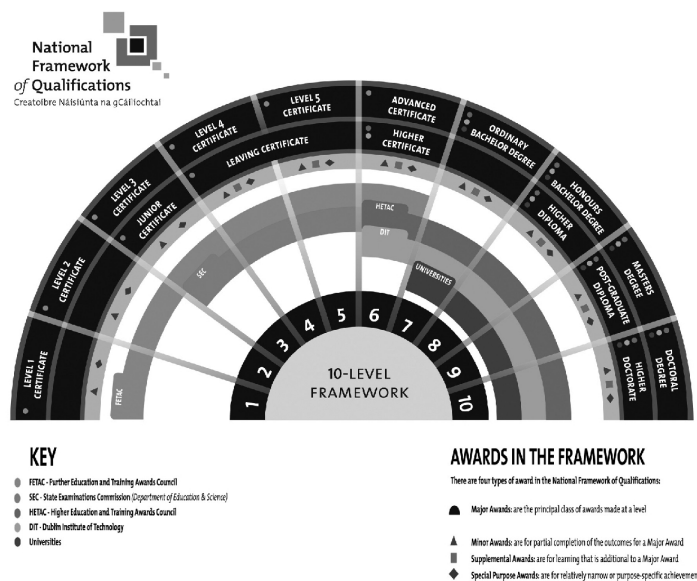 National
Framework
of Qualifications
Creatoibre Náisiúnta na gCáilíochtaí
LEVEL 1
CERTIFICATE
LEVEL 2
CERTIFICATE
LEVEL 3
CERTIFICATE
JUNIOR
CERTIFICATE
LEVEL 4
CERTIFICATE
LEVEL 5
CERTIFICATE
LEAVING CERTIFICATE
ADVANCED
CERTIFICATE
HIGHER
CERTIFICATE
ORDINARY
BACHELOR DEGREE
HONOURS
BACHELOR DEGREE
HIGHER
DIPLOMA
MASTERS
DEGREE
POST-GRADUATE
DIPLOMA
DOCTORAL
DEGREE
HIGHER
DOCTORATE
FETAC
SEC
HETAC
DIT
UNIVERSITIES
1
2
3
4
5
6
7
8
9
10
10-LEVEL
FRAMEWORK
KEY
FETAC - Further Education and Training Awards Council
SEC - State Examinations Commission (Department of Education & Science)
HETAC - Higher Education and Training Awards Council
DIT - Dublin Institute of Technology
Universities
AWARDS IN THE FRAMEWORK
There are four types of award in the National Framework of Qualifications:
Major Awards: are the principal class of awards made at a level
Minor Awards: are for partial completion of the outcomes for a Major Award
Supplemental Awards: are for learning that is additional to a Major Award
Special Purpose Awards: are for relatively narrow or purpose-specific achievemen